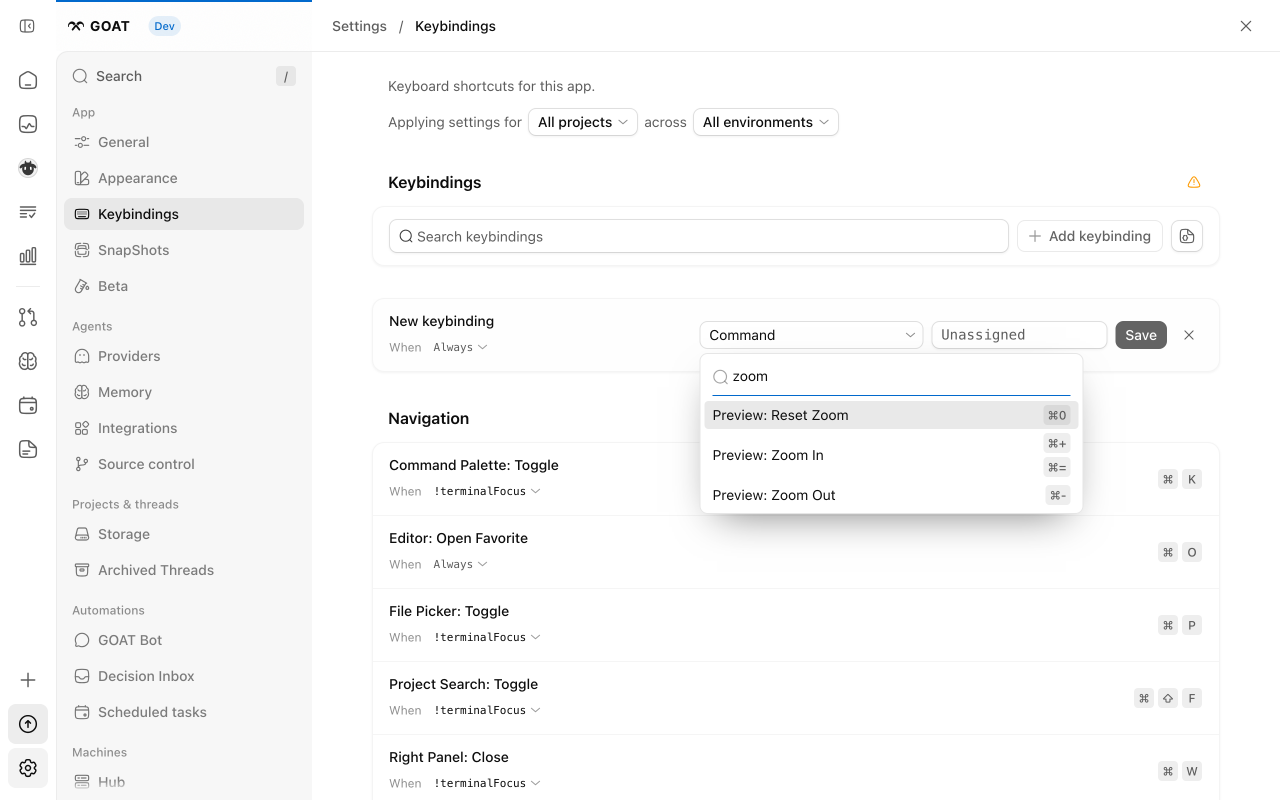 GOAT
Dev
Settings / Keybindings
Search
/
App
General
Appearance
Keybindings
SnapShots
Beta
Agents
Providers
Memory
Integrations
Source control
Projects & threads
Storage
Archived Threads
Automations
GOAT Bot
Decision Inbox
Scheduled tasks
Machines
Hub
Keyboard shortcuts for this app.
Applying settings for All projects across All environments
Keybindings
Search keybindings
Add keybinding
New keybinding
When Always
Command
Unassigned
Save
zoom
Preview: Reset Zoom ⌘0
Preview: Zoom In ⌘+ ⌘=
Preview: Zoom Out ⌘-
Navigation
Command Palette: Toggle
When !terminalFocus
⌘ K
Editor: Open Favorite
When Always
⌘ O
File Picker: Toggle
When !terminalFocus
⌘ P
Project Search: Toggle
When !terminalFocus
⌘ ⇧ F
Right Panel: Close
When !terminalFocus
⌘ W